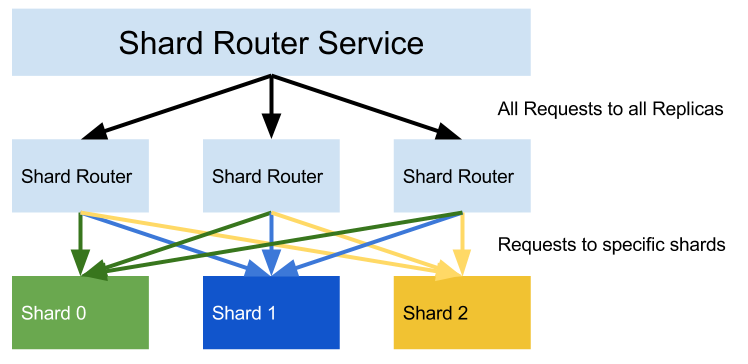 Shard Router Service
All Requests to all Replicas
Shard Router
Shard Router
Shard Router
Requests to specific shards
Shard 0
Shard 1
Shard 2